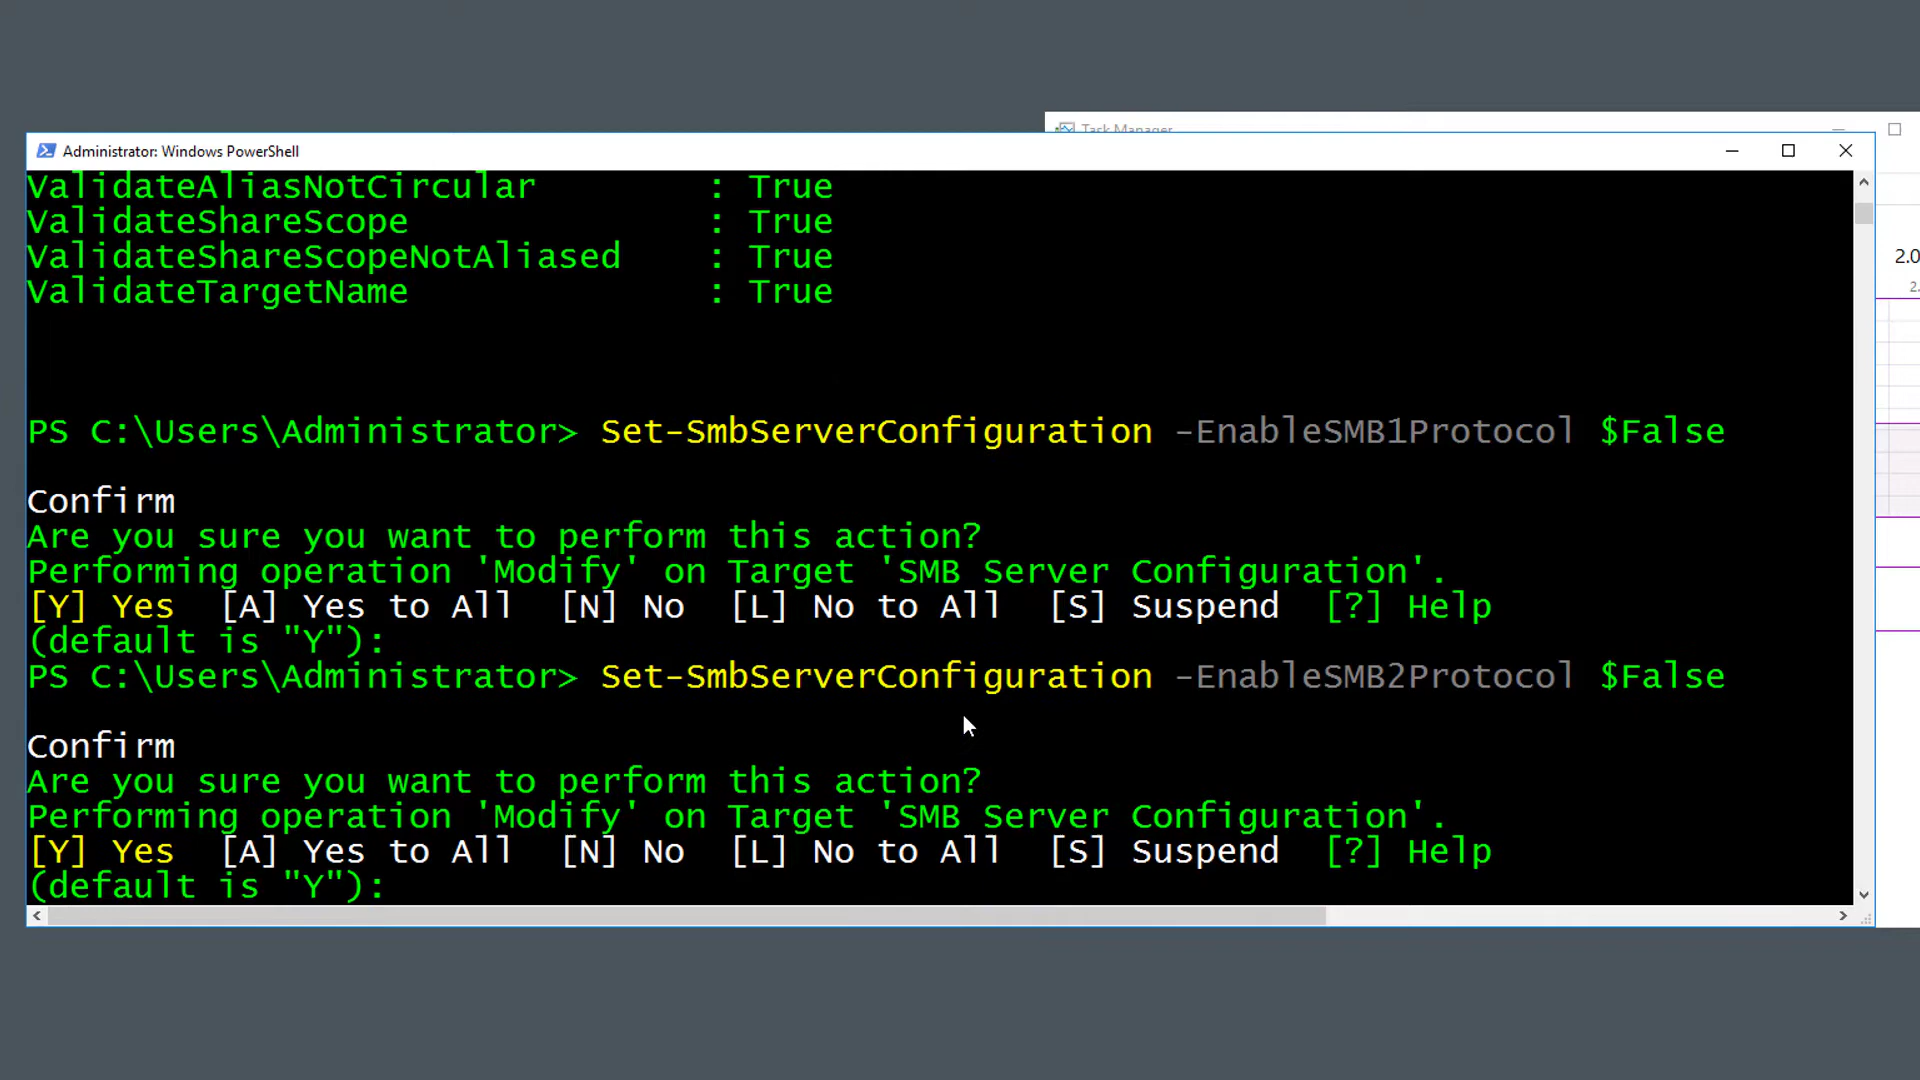 Task Manager
Administrator: Windows PowerShell
ValidateAliasNotCircular : True
ValidateShareScope : True
ValidateShareScopeNotAliased : True
ValidateTargetName : True
2.0
2.
PS C:\Users\Administrator> Set-SmbServerConfiguration -EnableSMB1Protocol $False
Confirm
Are you sure you want to perform this action?
Performing operation 'Modify' on Target 'SMB Server Configuration'.
[Y] Yes [A] Yes to All [N] No [L] No to All [S] Suspend [?] Help
(default is "Y"):
PS C:\Users\Administrator> Set-SmbServerConfiguration -EnableSMB2Protocol $False
Confirm
Are you sure you want to perform this action?
Performing operation 'Modify' on Target 'SMB Server Configuration'.
[Y] Yes [A] Yes to All [N] No [L] No to All [S] Suspend [?] Help
(default is "Y"):